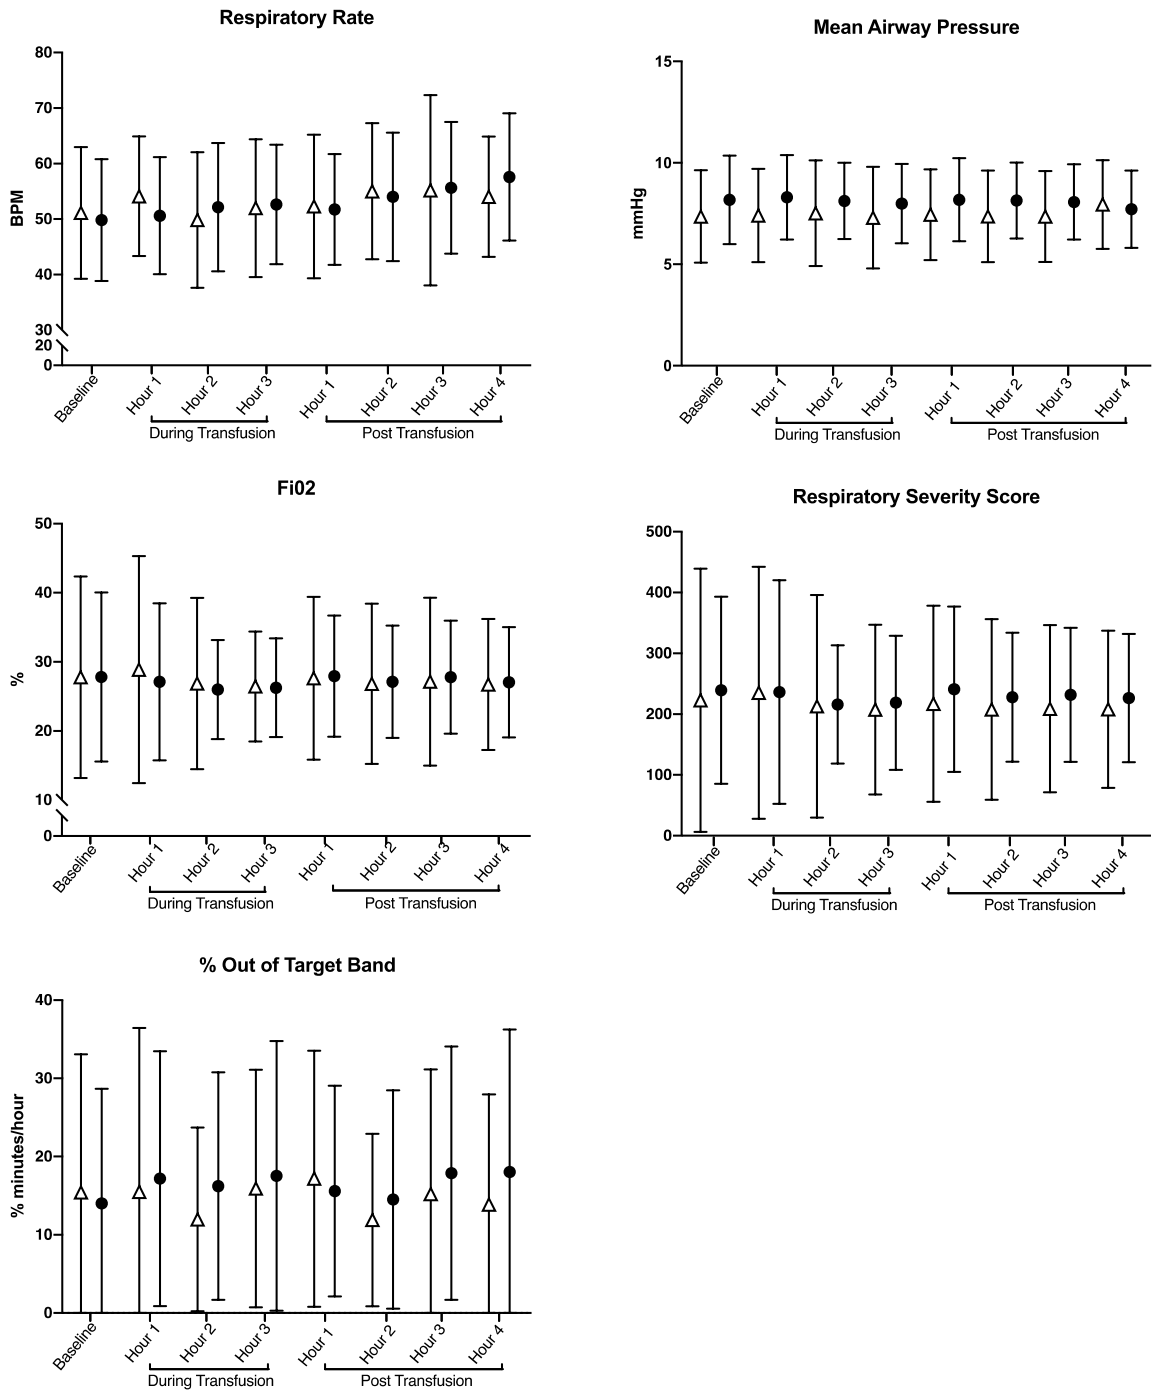 Respiratory Rate
80
70
60
50
40
30
20
0
BPM
Baseline
Hour 1
Hour 2
Hour 3
Hour 1
Hour 2
Hour 3
Hour 4
During Transfusion
Post Transfusion
Mean Airway Pressure
15
10
5
0
mmHg
Baseline
Hour 1
Hour 2
Hour 3
Hour 1
Hour 2
Hour 3
Hour 4
During Transfusion
Post Transfusion
Fi02
50
40
30
20
10
0
%
Baseline
Hour 1
Hour 2
Hour 3
Hour 1
Hour 2
Hour 3
Hour 4
During Transfusion
Post Transfusion
Respiratory Severity Score
500
400
300
200
100
0
Baseline
Hour 1
Hour 2
Hour 3
Hour 1
Hour 2
Hour 3
Hour 4
During Transfusion
Post Transfusion
% Out of Target Band
40
30
20
10
0
% minutes/hour
Baseline
Hour 1
Hour 2
Hour 3
Hour 1
Hour 2
Hour 3
Hour 4
During Transfusion
Post Transfusion